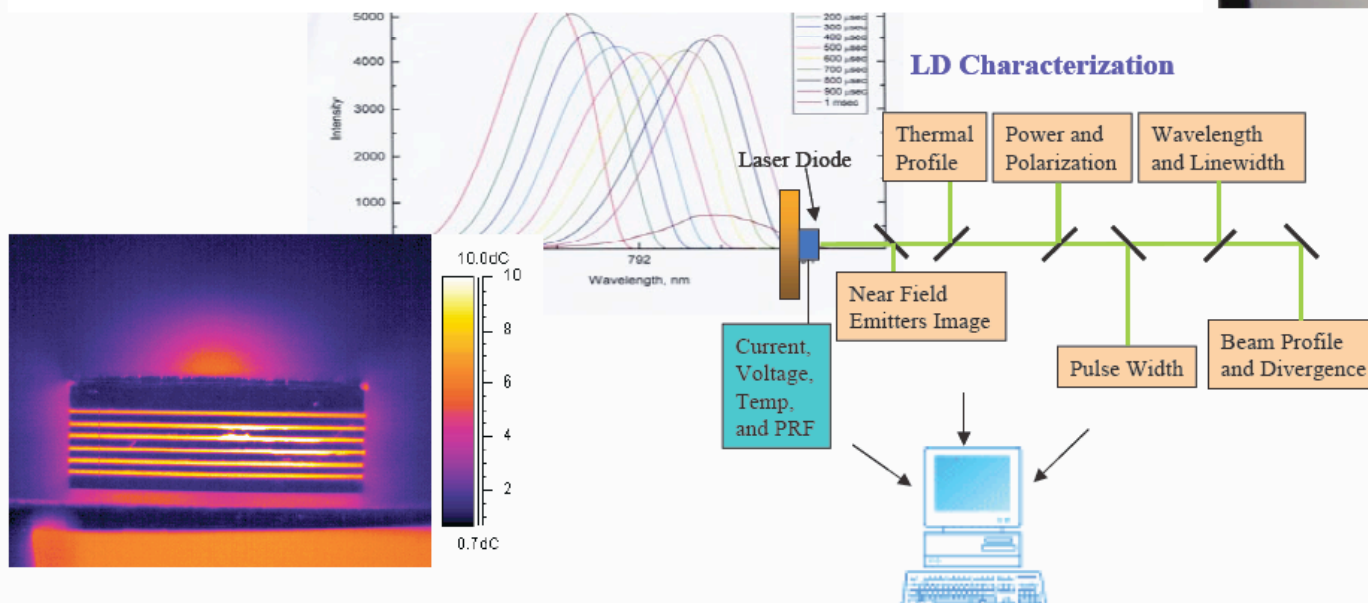 5000
4000
3000
2000
1000
Intensity
792
Wavelength, nm
200 µsec
300 µsec
400 µsec
500 µsec
600 µsec
700 µsec
800 µsec
900 µsec
1 msec
LD Characterization
Laser Diode
Thermal
Profile
Power and
Polarization
Wavelength
and Linewidth
Near Field
Emitters Image
Pulse Width
Beam Profile
and Divergence
Current,
Voltage,
Temp,
and PRF
10.0dC
10
8
6
4
2
0.7dC